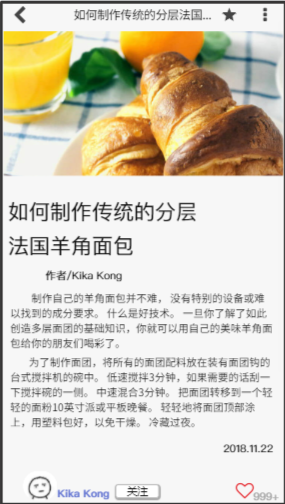 如何制作传统的分层法国...
如何制作传统的分层
法国羊角面包
作者/Kika Kong
制作自己的羊角面包并不难， 没有特别的设备或难
以找到的成分要求。 什么是好技术。 一旦你了解了如此
创造多层面团的基础知识，你就可以用自己的美味羊角面
包给你的朋友们喝彩了。
为了制作面团，将所有的面团配料放在装有面团钩的
台式搅拌机的碗中。 低速搅拌3分钟，如果需要的话刮一
下搅拌碗的一侧。 中速混合3分钟。 把面团转移到一个轻
轻的面粉10英寸派或平板晚餐。 轻轻地将面团顶部涂
上，用塑料包好，以免干燥。 冷藏过夜。
2018.11.22
Kika Kong 关注 999+